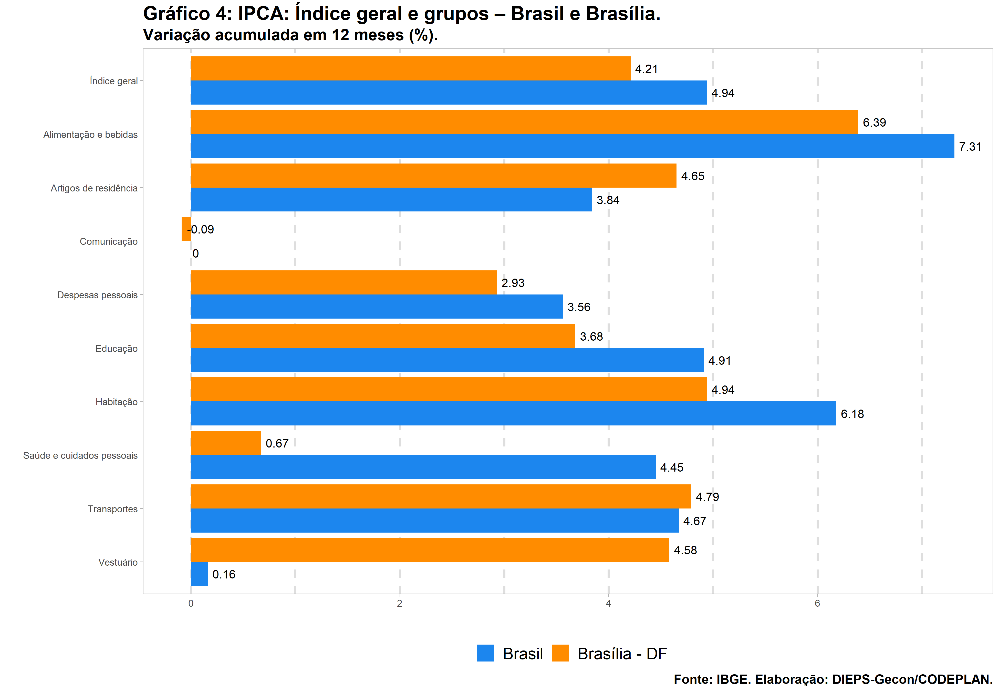 Gráfico 4: IPCA: Índice geral e grupos – Brasil e Brasília.
Variação acumulada em 12 meses (%).
Índice geral
4.21
4.94
Alimentação e bebidas
6.39
7.31
Artigos de residência
4.65
3.84
Comunicação
-0.09
0
Despesas pessoais
2.93
3.56
Educação
3.68
4.91
Habitação
4.94
6.18
Saúde e cuidados pessoais
0.67
4.45
Transportes
4.79
4.67
Vestuário
4.58
0.16
0 2 4 6
Brasil Brasília - DF
Fonte: IBGE. Elaboração: DIEPS-Gecon/CODEPLAN.